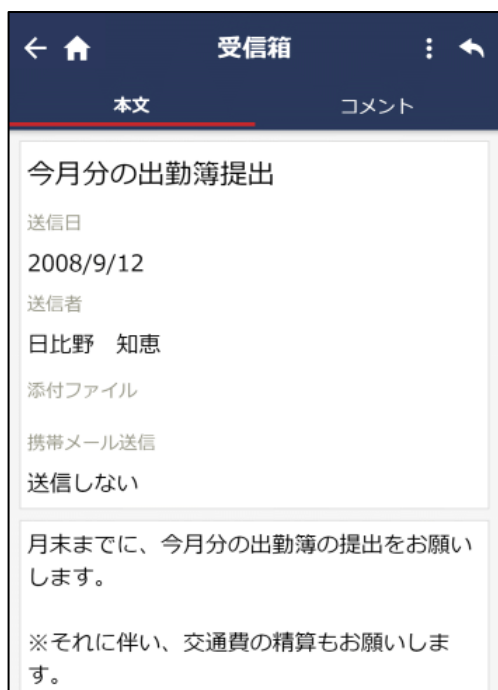 受信箱
本文 コメント
今月分の出勤簿提出
送信日
2008/9/12
送信者
日比野　知恵
添付ファイル
携帯メール送信
送信しない
月末までに、今月分の出勤簿の提出をお願い
します。
※それに伴い、交通費の精算もお願いしま
す。